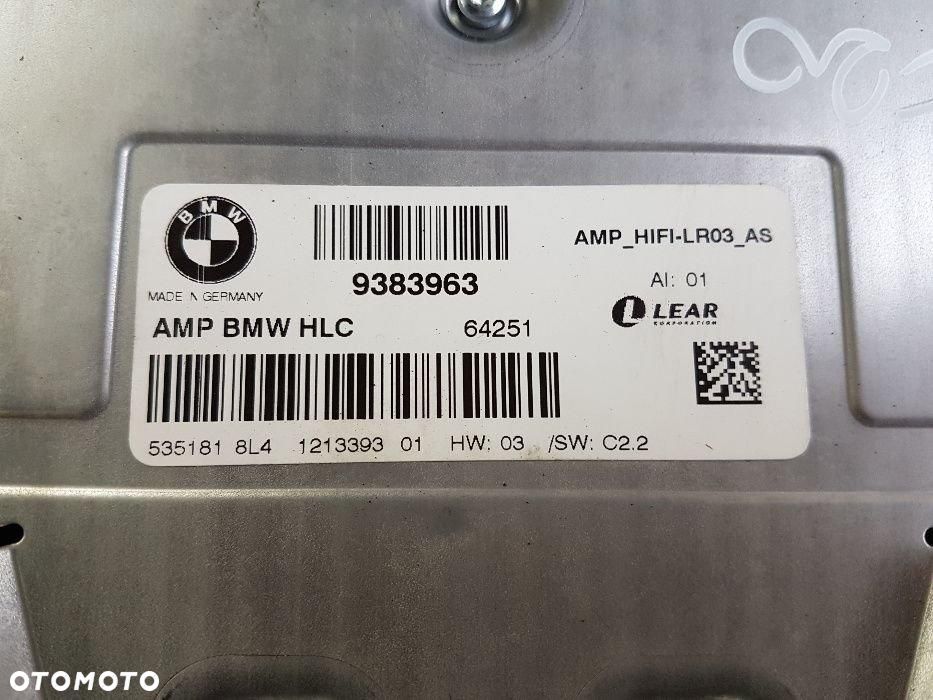 BMW
MADE IN GERMANY
9383963
AMP_HIFI-LR03_AS
AI: 01
LEAR
CORPORATION
AMP BMW HLC 64251
535181 8L4 1213393 01 HW: 03 /SW: C2.2
OTOMOTO